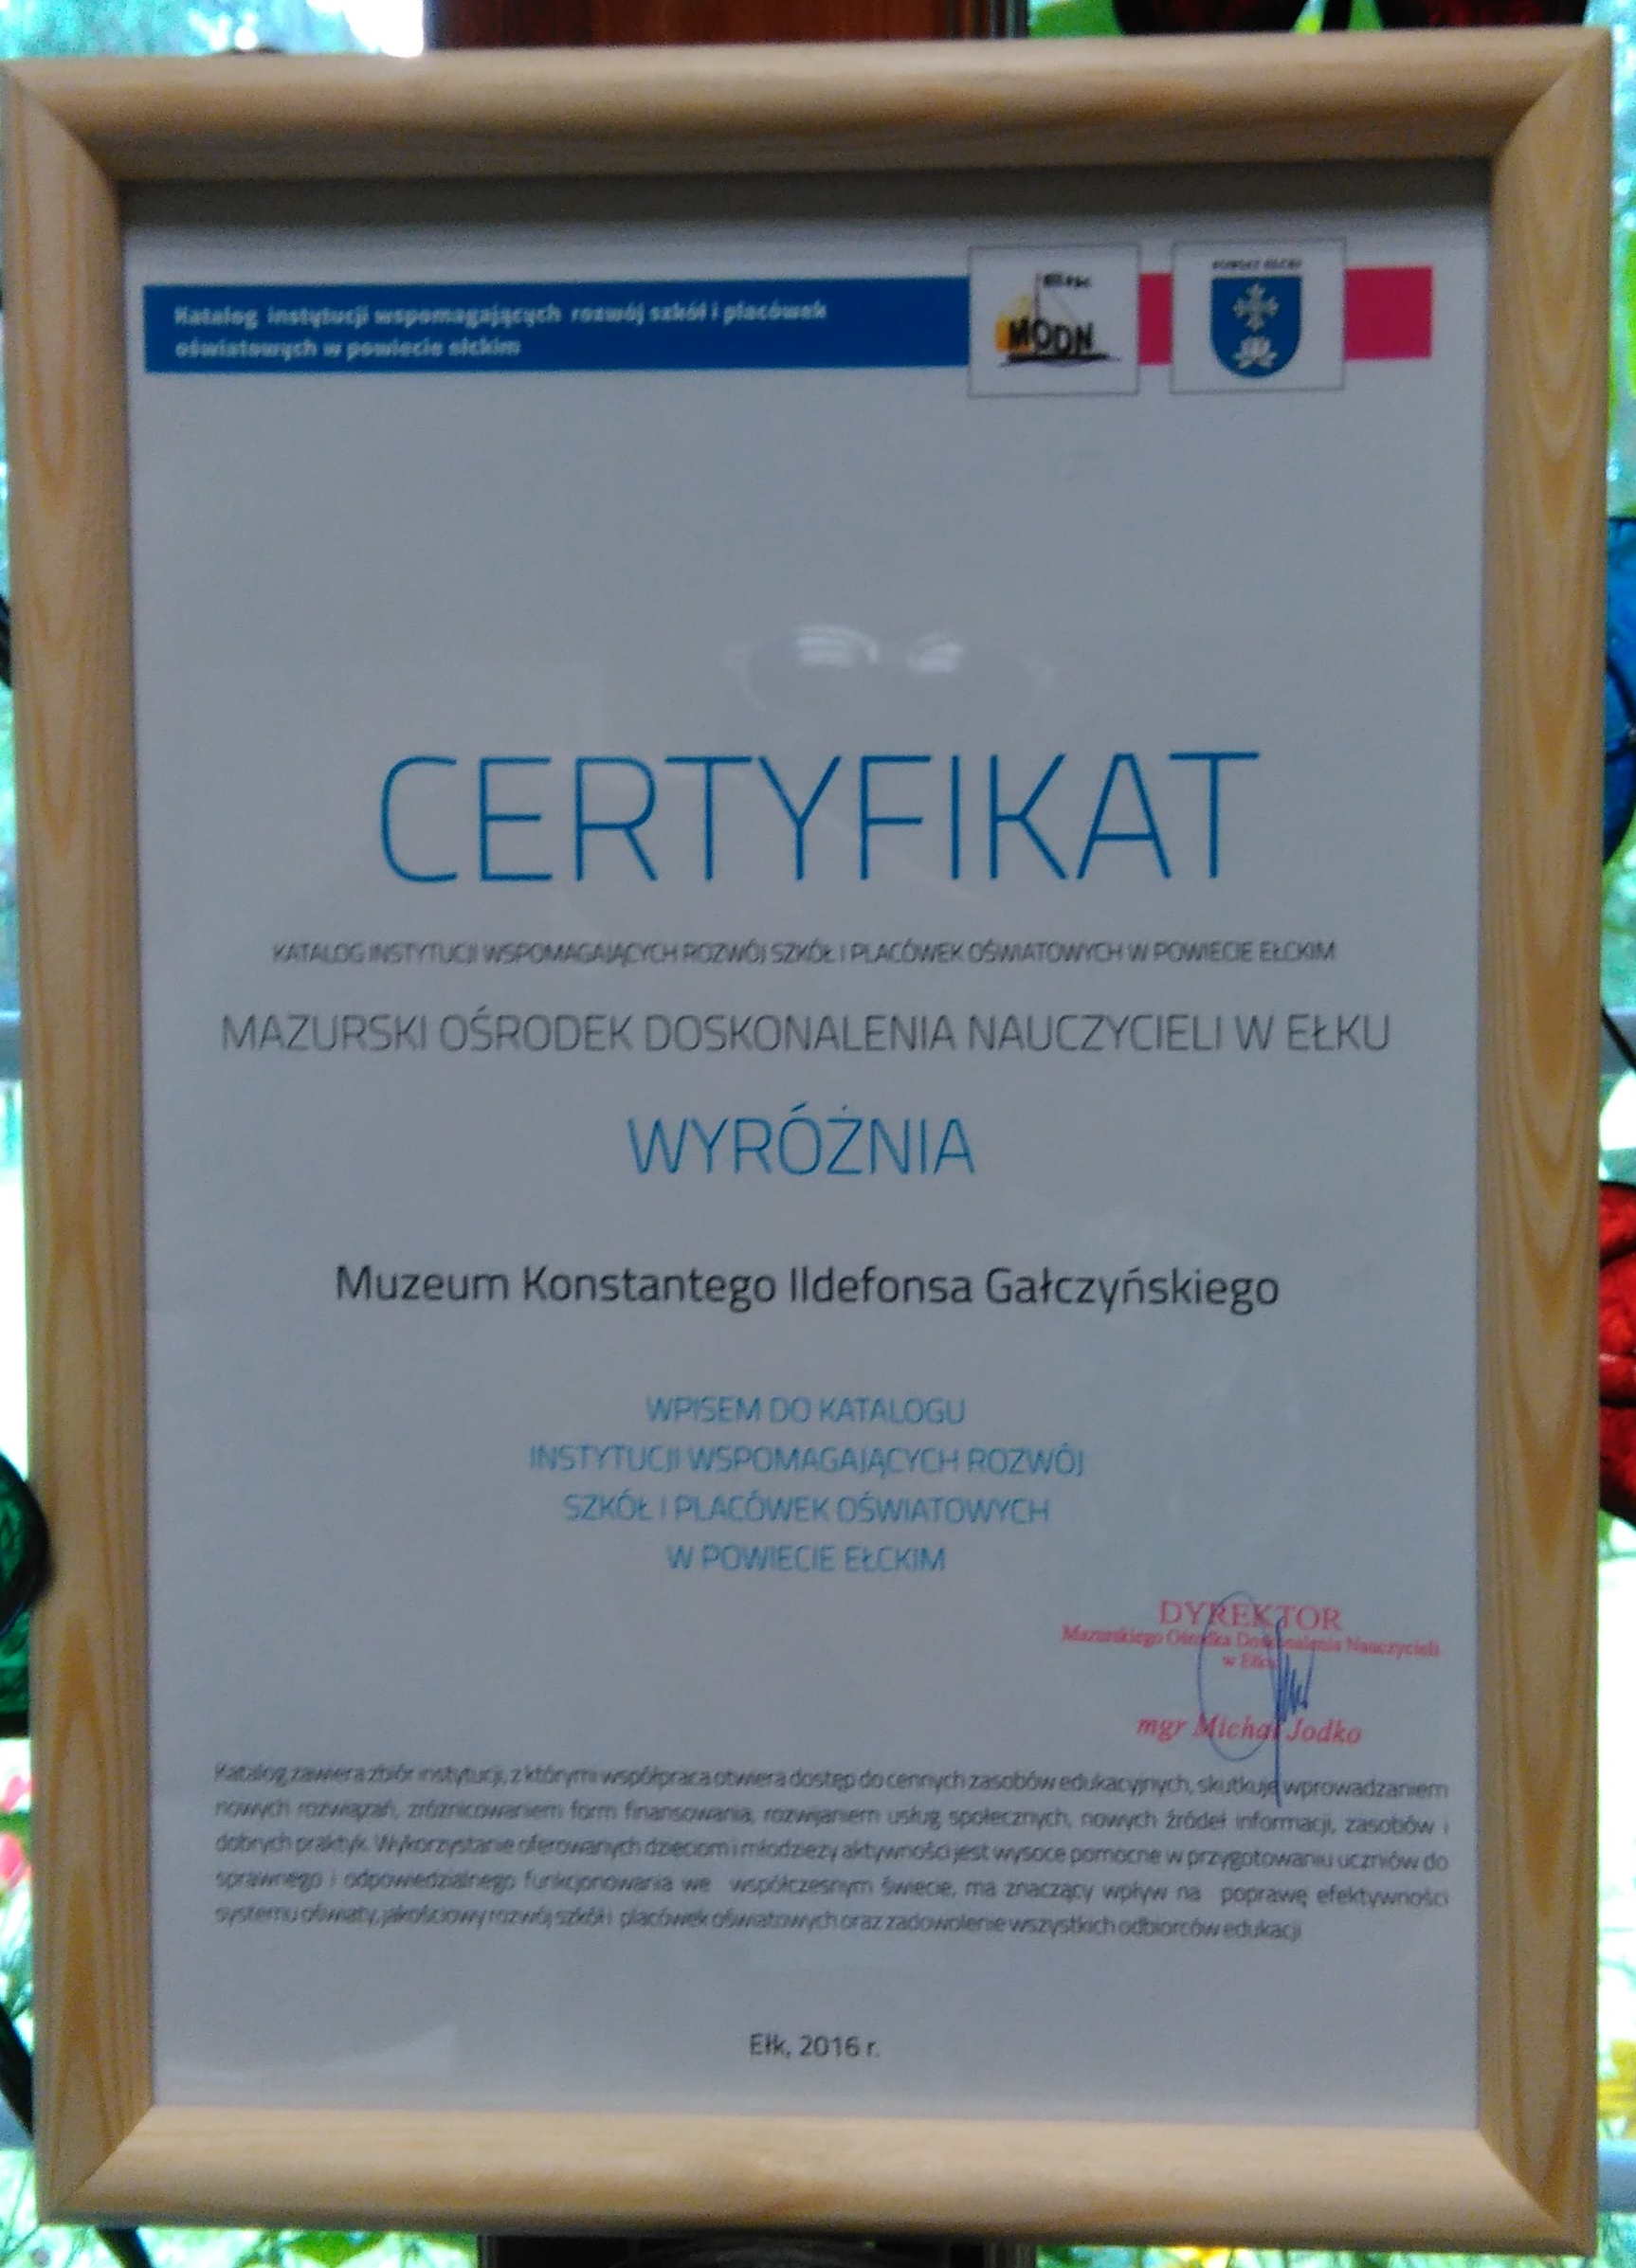 Katalog instytucji wspomagających rozwój szkół i placówek
oświatowych w powiecie ełckim
MODN
POWIAT EŁCKI
CERTYFIKAT
KATALOG INSTYTUCJI WSPOMAGAJĄCYCH ROZWÓJ SZKÓŁ I PLACÓWEK OŚWIATOWYCH W POWIECIE EŁCKIM
MAZURSKI OŚRODEK DOSKONALENIA NAUCZYCIELI W EŁKU
WYRÓŻNIA
Muzeum Konstantego Ildefonsa Gałczyńskiego
WPISEM DO KATALOGU
INSTYTUCJI WSPOMAGAJĄCYCH ROZWÓJ
SZKÓŁ I PLACÓWEK OŚWIATOWYCH
W POWIECIE EŁCKIM
DYREKTOR
Mazurskiego Ośrodka Doskonalenia Nauczycieli
w Ełku
mgr Michał Jodko
Katalog zawiera zbiór instytucji, z którymi współpraca otwiera dostęp do cennych zasobów edukacyjnych, skutkuje wprowadzaniem
nowych rozwiązań, zróżnicowaniem form finansowania, rozwijaniem usług społecznych, nowych źródeł informacji, zasobów i
dobrych praktyk. Wykorzystanie oferowanych dzieciom i młodzieży aktywności jest wysoce pomocne w przygotowaniu uczniów do
sprawnego i odpowiedzialnego funkcjonowania we współczesnym świecie, ma znaczący wpływ na poprawę efektywności
systemu oświaty, jakościowy rozwój szkół i placówek oświatowych oraz zadowolenie wszystkich odbiorców edukacji
Ełk, 2016 r.